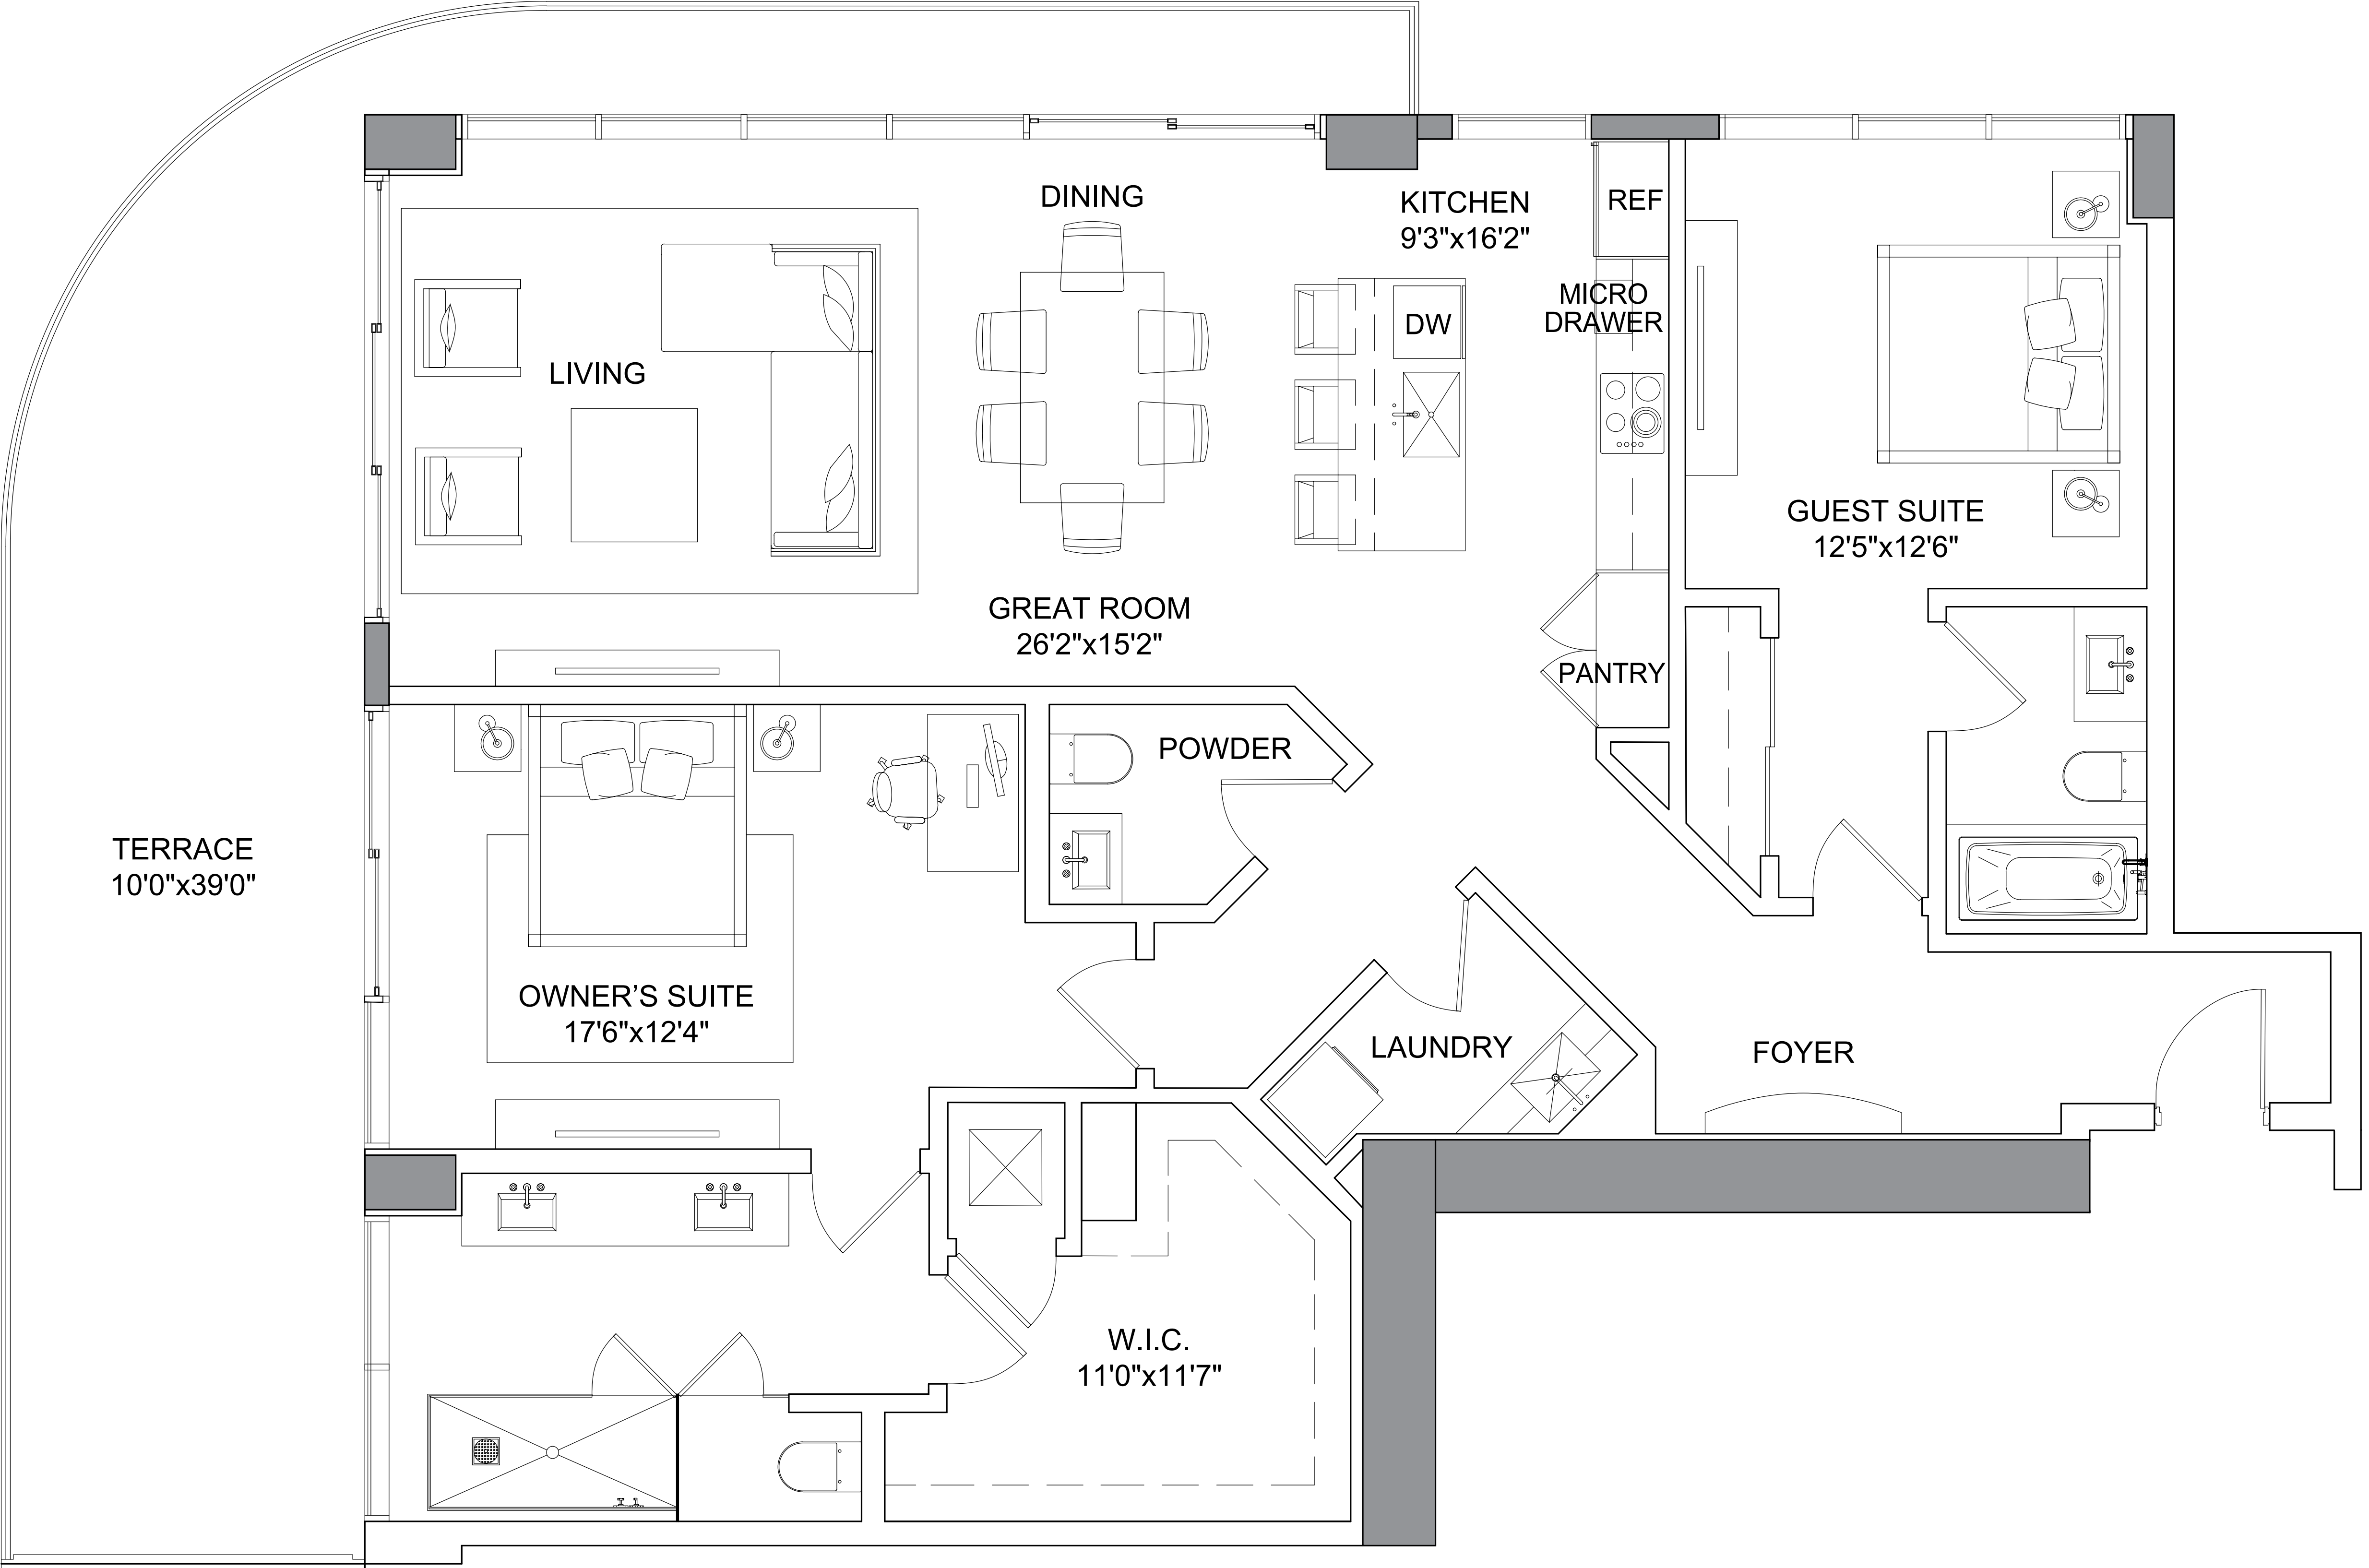 DINING
KITCHEN
9'3"x16'2"
REF
MICRO
DRAWER
DW
LIVING
GUEST SUITE
12'5"x12'6"
GREAT ROOM
26'2"x15'2"
PANTRY
POWDER
TERRACE
10'0"x39'0"
OWNER’S SUITE
17'6"x12'4"
LAUNDRY
FOYER
W.I.C.
11'0"x11'7"